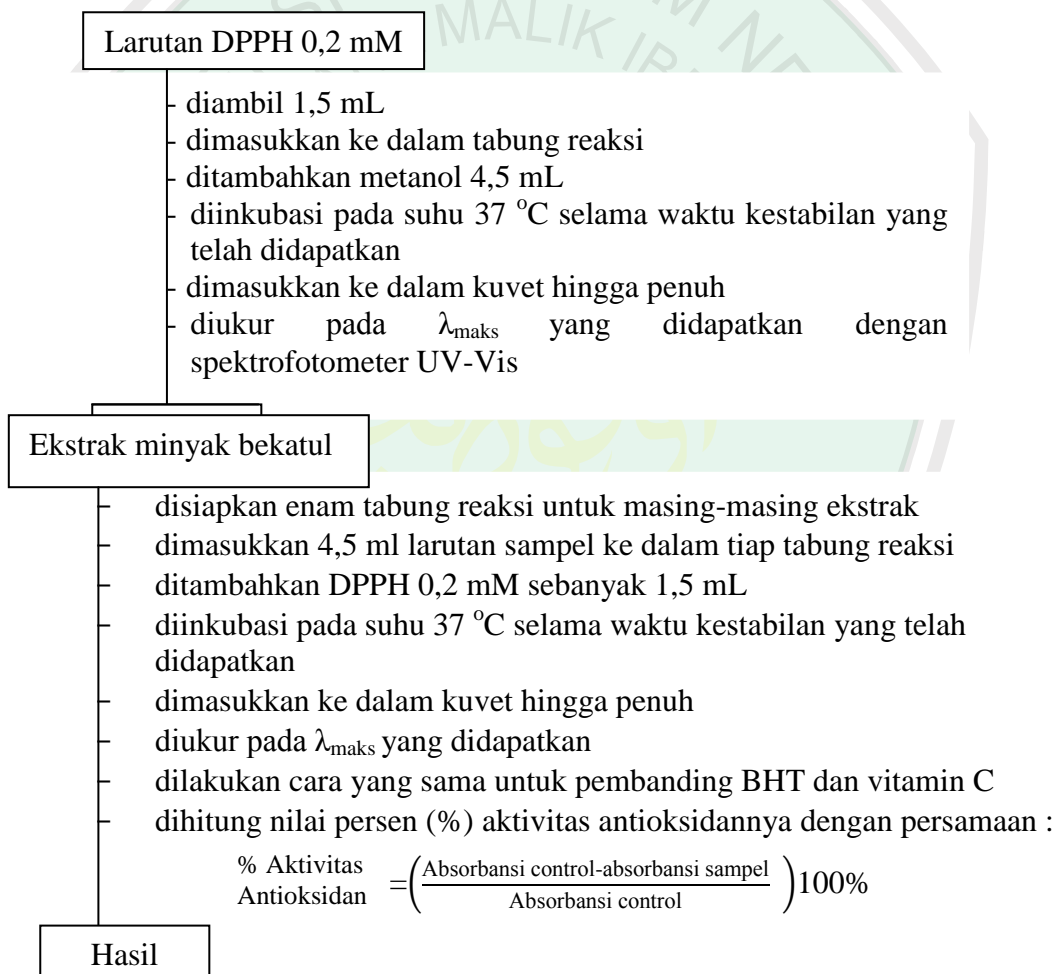 MALIK IBR
Larutan DPPH 0,2 mM
- diambil 1,5 mL
- dimasukkan ke dalam tabung reaksi
- ditambahkan metanol 4,5 mL
- diinkubasi pada suhu 37 °C selama waktu kestabilan yang
telah didapatkan
- dimasukkan ke dalam kuvet hingga penuh
- diukur pada λmaks yang didapatkan dengan
spektrofotometer UV-Vis
Ekstrak minyak bekatul
- disiapkan enam tabung reaksi untuk masing-masing ekstrak
- dimasukkan 4,5 ml larutan sampel ke dalam tiap tabung reaksi
- ditambahkan DPPH 0,2 mM sebanyak 1,5 mL
- diinkubasi pada suhu 37 °C selama waktu kestabilan yang telah
didapatkan
- dimasukkan ke dalam kuvet hingga penuh
- diukur pada λmaks yang didapatkan
- dilakukan cara yang sama untuk pembanding BHT dan vitamin C
- dihitung nilai persen (%) aktivitas antioksidannya dengan persamaan :
% Aktivitas Antioksidan = (Absorbansi control-absorbansi sampel / Absorbansi control) 100%
Hasil